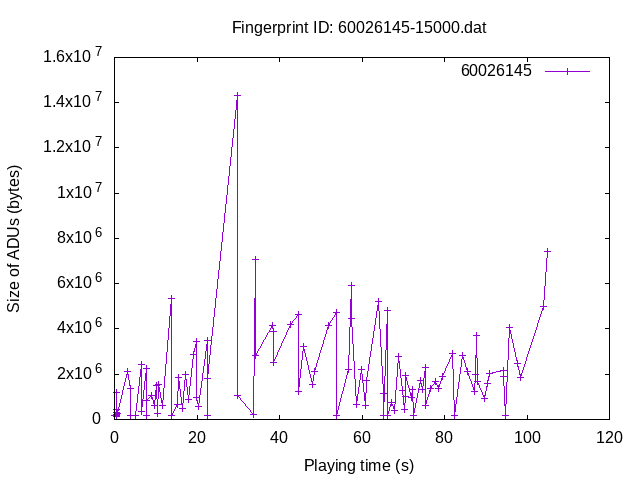 Fingerprint ID: 60026145-15000.dat
60026145
1.6x10^7
1.4x10^7
1.2x10^7
1x10^7
8x10^6
6x10^6
4x10^6
2x10^6
0
Size of ADUs (bytes)
0 20 40 60 80 100 120
Playing time (s)